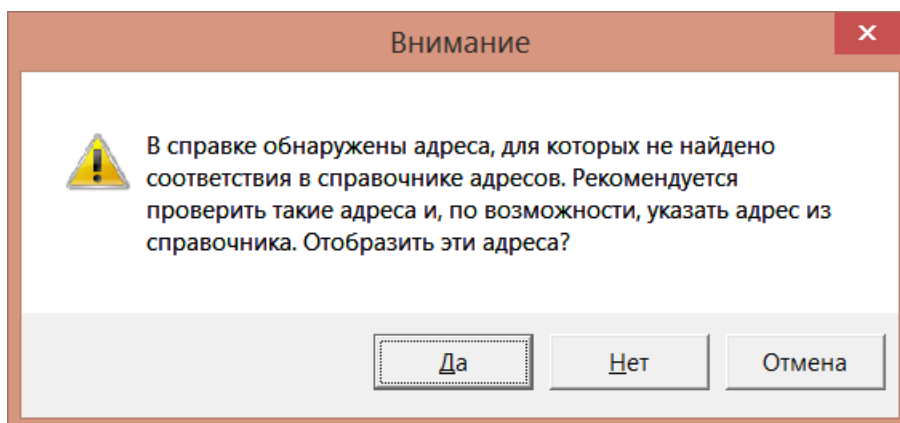 Внимание
В справке обнаружены адреса, для которых не найдено
соответствия в справочнике адресов. Рекомендуется
проверить такие адреса и, по возможности, указать адрес из
справочника. Отобразить эти адреса?
Да Нет Отмена